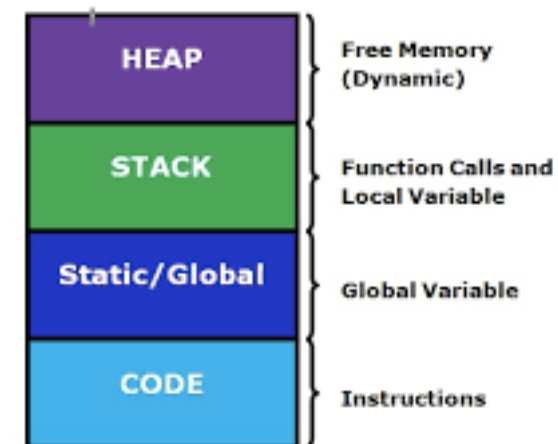 HEAP
Free Memory
(Dynamic)
STACK
Function Calls and
Local Variable
Static/Global
Global Variable
CODE
Instructions